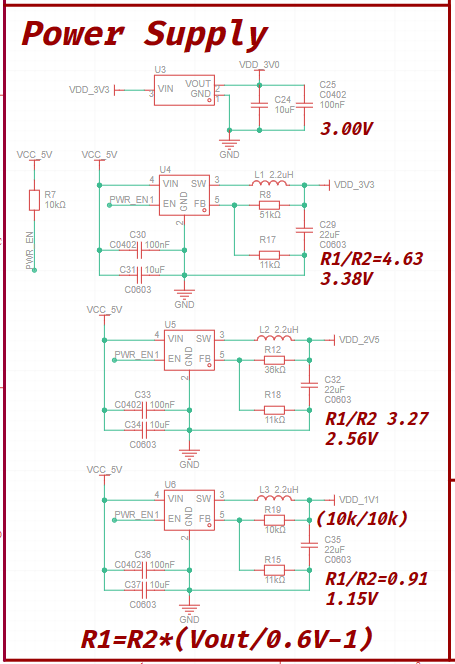 Power Supply
VDD_3V0
U3
VDD_3V3
3
VIN
VOUT
GND
2
1
C24
10uF
C25
C0402
100nF
3.00V
GND
VCC_5V
VCC_5V
R7
10kΩ
PWR_EN
U4
4
VIN
SW
3
PWR_EN
1
EN
FB
5
GND
2
L1 2.2uH
VDD_3V3
R8
51kΩ
R17
11kΩ
C29
22uF
C0603
C30
C0402
100nF
C31
10uF
C0603
R1/R2=4.63
3.38V
GND
VCC_5V
U5
4
VIN
SW
3
PWR_EN
1
EN
FB
5
GND
2
L2 2.2uH
VDD_2V5
R12
36kΩ
R18
11kΩ
C32
22uF
C0603
C33
C0402
100nF
C34
10uF
C0603
R1/R2 3.27
2.56V
GND
VCC_5V
U6
4
VIN
SW
3
PWR_EN
1
EN
FB
5
GND
2
L3 2.2uH
VDD_1V1
R19
10kΩ
(10k/10k)
R15
11kΩ
C35
22uF
C0603
C36
C0402
100nF
C37
10uF
C0603
R1/R2=0.91
1.15V
GND
R1=R2*(Vout/0.6V-1)